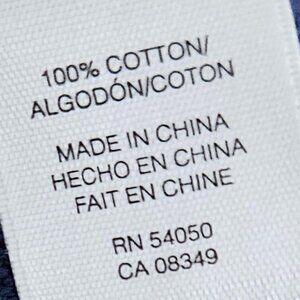 100% COTTON/
ALGODÓN/COTON
MADE IN CHINA
HECHO EN CHINA
FAIT EN CHINE
RN 54050
CA 08349